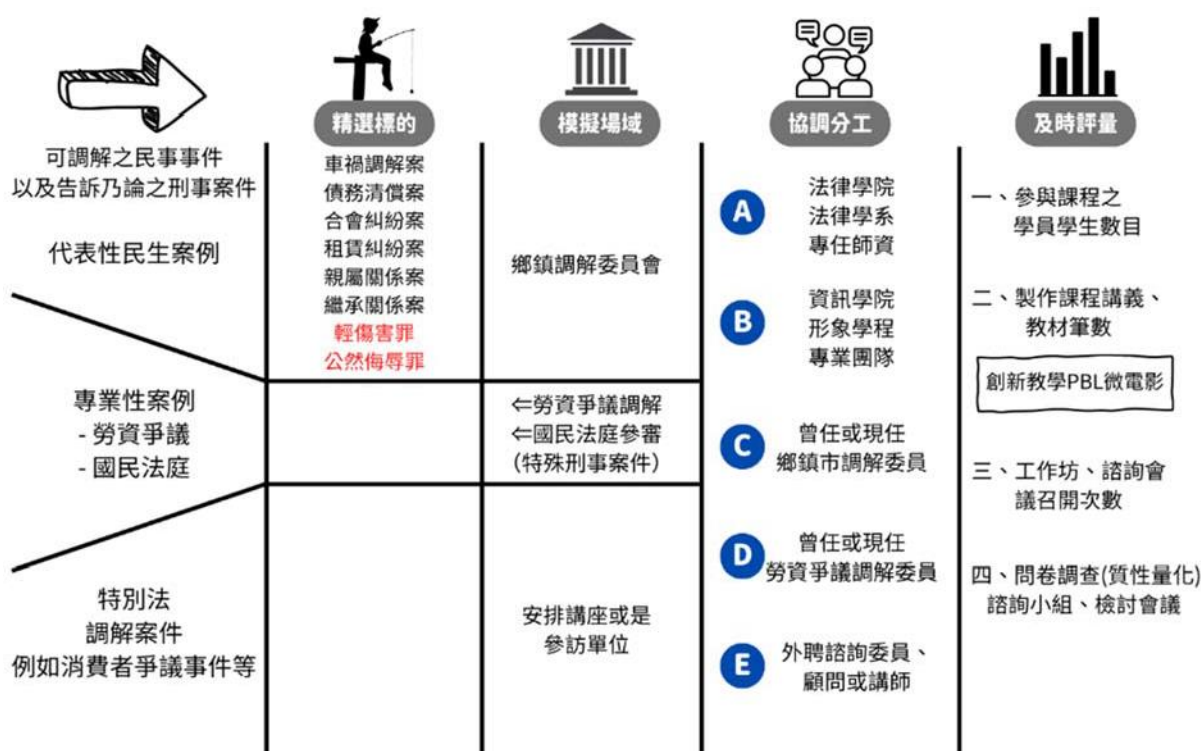 精選標的
模擬場域
協調分工
及時評量
可調解之民事事件
以及告訴乃論之刑事案件
代表性民生案例
車禍調解案
債務清償案
合會糾紛案
租賃糾紛案
親屬關係案
繼承關係案
輕傷害罪
公然侮辱罪
鄉鎮調解委員會
專業性案例
- 勞資爭議
- 國民法庭
⇐勞資爭議調解
⇐國民法庭參審
(特殊刑事案件)
特別法
調解案件
例如消費者爭議事件等
安排講座或是
參訪單位
A
法律學院
法律學系
專任師資
B
資訊學院
形象學程
專業團隊
C
曾任或現任
鄉鎮市調解委員
D
曾任或現任
勞資爭議調解委員
E
外聘諮詢委員、
顧問或講師
一、參與課程之
學員學生數目
二、製作課程講義、
教材筆數
創新教學PBL微電影
三、工作坊、諮詢會
議召開次數
四、問卷調查(質性量化)
諮詢小組、檢討會議